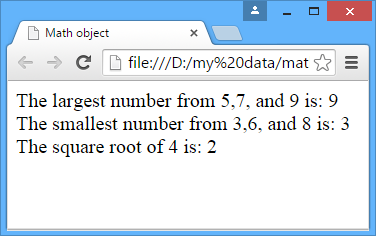 Math object
file:///D:/my%20data/mat
The largest number from 5,7, and 9 is: 9
The smallest number from 3,6, and 8 is: 3
The square root of 4 is: 2